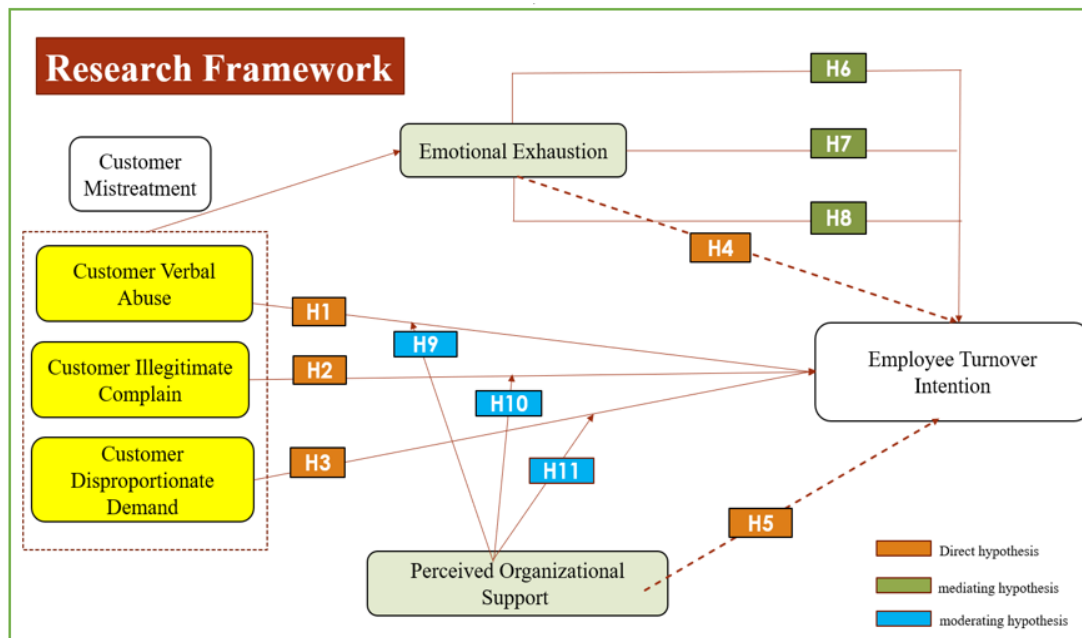 Research Framework
Customer
Mistreatment
Emotional Exhaustion
H6
H7
H8
H4
Customer Verbal
Abuse
H1
H9
Customer Illegitimate
Complain
H2
H10
Employee Turnover
Intention
Customer
Disproportionate
Demand
H3
H11
H5
Perceived Organizational
Support
Direct hypothesis
mediating hypothesis
moderating hypothesis